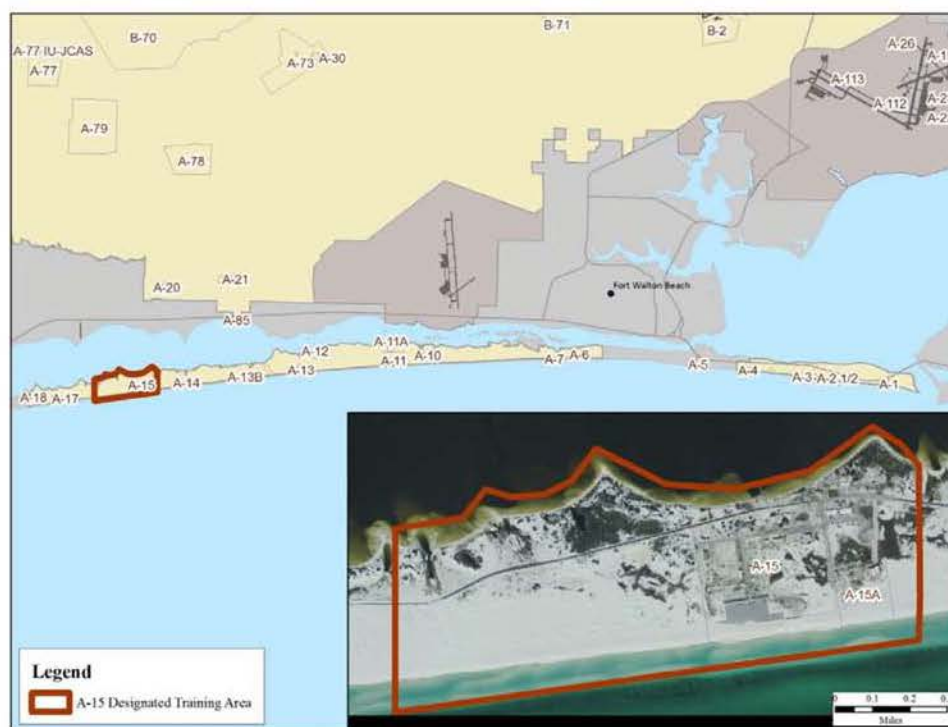 B-70
B-71
B-2
A-77 IU-JCAS
A-77
A-73
A-30
A-26
A-113
A-112
A-79
A-78
A-20
A-21
A-85
Fort Walton Beach
A-12
A-11A
A-10
A-11
A-7
A-6
A-5
A-4
A-3
A-2 1/2
A-1
A-18
A-17
A-15
A-14
A-13B
A-13
A-15
A-15A
Legend
A-15 Designated Training Area
0
0.1
0.2
Miles